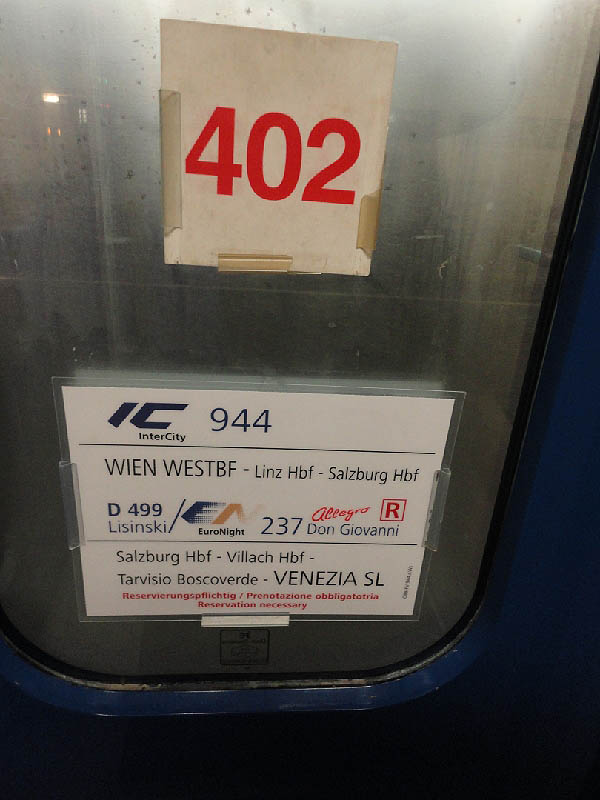 402
IC 944
InterCity
WIEN WESTBF - Linz Hbf - Salzburg Hbf
D 499 / EN 237 Allegro R
Lisinski EuroNight Don Giovanni
Salzburg Hbf - Villach Hbf -
Tarvisio Boscoverde - VENEZIA SL
Reservierungspflichtig / Prenotazione obbligatotria
Reservation necessary